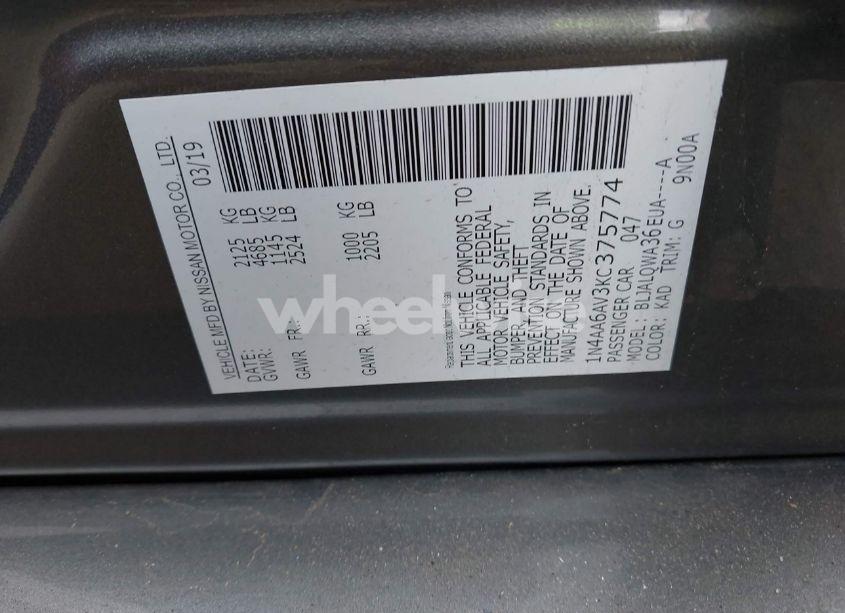 VEHICLE MFD BY NISSAN MOTOR CO., LTD.
DATE: 03/19
GVWR: 2125 KG
4685 LB
GAWR FR.: 1145 KG
2524 LB
GAWR RR.: 1000 KG
2205 LB
THIS VEHICLE CONFORMS TO
ALL APPLICABLE FEDERAL
MOTOR VEHICLE SAFETY,
BUMPER, AND THEFT
PREVENTION STANDARDS IN
EFFECT ON THE DATE OF
MANUFACTURE SHOWN ABOVE.
1N4AA6AV3KC375774
PASSENGER CAR 047
MODEL: BLJALQWA36EUA----A
COLOR: KAD TRIM: G 9N00A